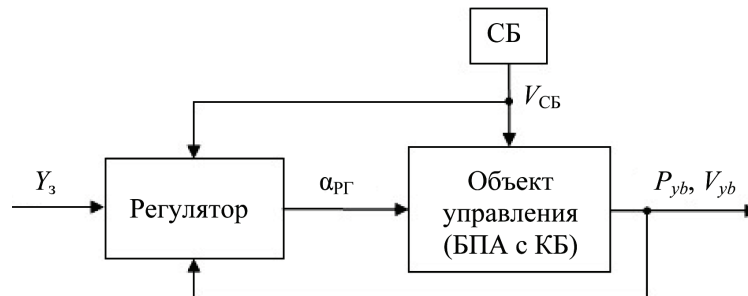 СБ
V_СБ
Y_з
Регулятор
α_РГ
Объект
управления
(БПА с КБ)
P_yb, V_yb